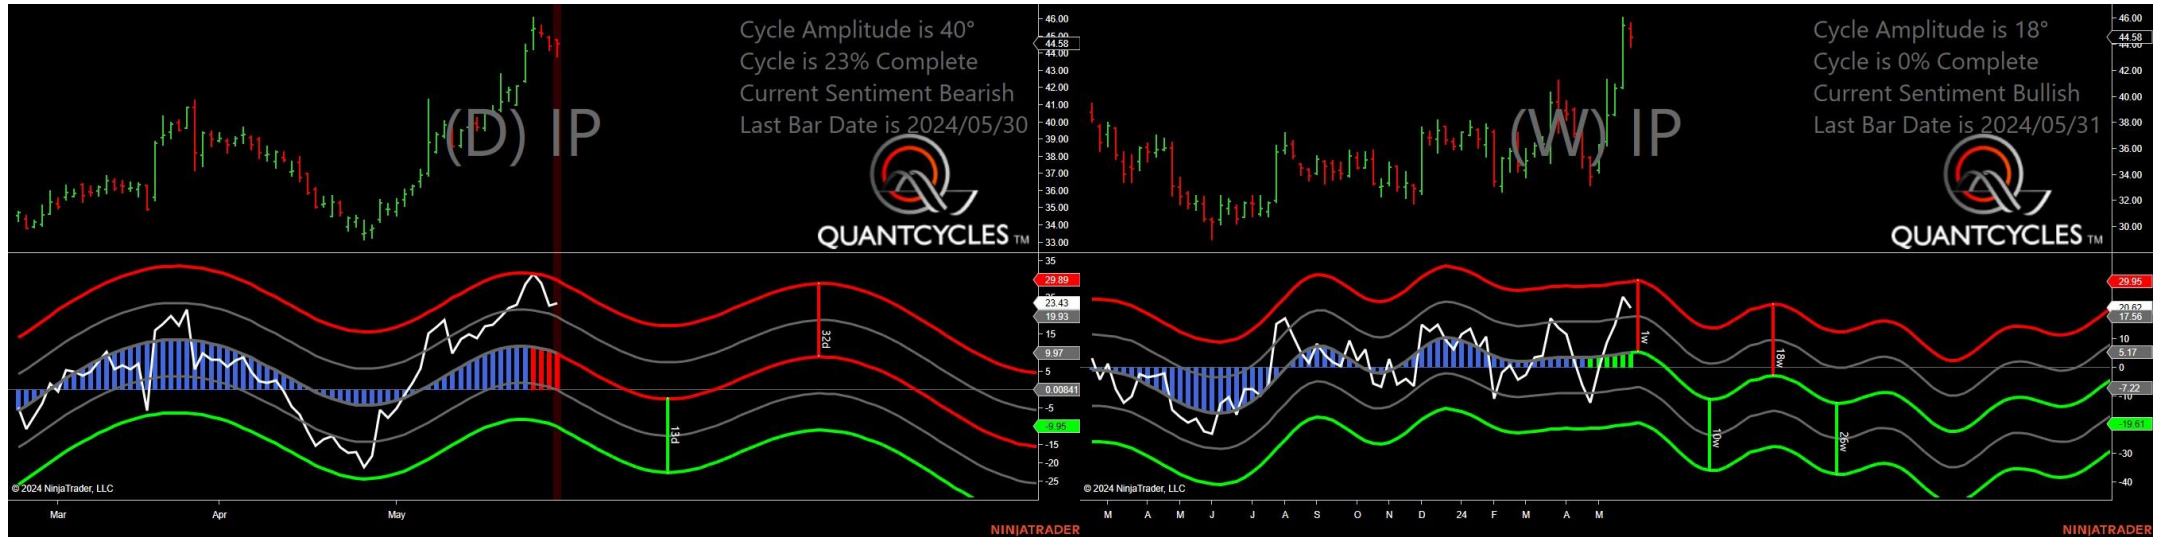 Cycle Amplitude is 40°
Cycle is 23% Complete
Current Sentiment Bearish
Last Bar Date is 2024/05/30
(D) IP
QUANTCYCLES TM
46.00
45.00
44.58
44.00
43.00
42.00
41.00
40.00
39.00
38.00
37.00
36.00
35.00
34.00
33.00
35
29.89
23.43
19.93
15
9.97
5
0.00841
-5
-9.95
-15
-20
-25
32d
13d
© 2024 NinjaTrader, LLC
Mar Apr May
NINJATRADER
Cycle Amplitude is 18°
Cycle is 0% Complete
Current Sentiment Bullish
Last Bar Date is 2024/05/31
(W) IP
QUANTCYCLES TM
46.00
44.58
44.00
42.00
40.00
38.00
36.00
34.00
32.00
30.00
29.95
20.62
17.56
10
5.17
0
-7.22
-10
-19.61
-30
-40
1w
18w
10w
26w
© 2024 NinjaTrader, LLC
M A M J J A S O N D 24 F M A M
NINJATRADER